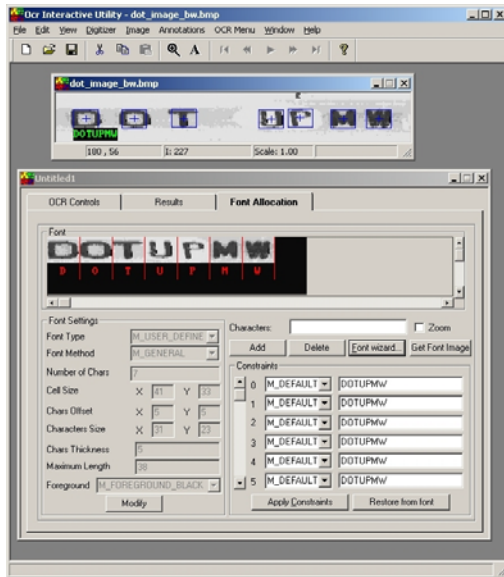 Ocr Interactive Utility - dot_image_bw.bmp
File Edit View Digitizer Image Annotations OCR Menu Window Help
dot_image_bw.bmp
DOT UPMW
DOTUPMW
180 , 56 I: 227 Scale: 1.00
Untitled1
OCR Controls Results Font Allocation
Font
DOTUPMW
D O T U P M W
Font Settings
Font Type M_USER_DEFINE
Font Method M_GENERAL
Number of Chars 7
Cell Size X 41 Y 33
Chars Offset X 5 Y 5
Characters Size X 31 Y 23
Chars Thickness 5
Maximum Length 38
Foreground M_FOREGROUND_BLACK
Modify
Characters: Zoom
Add Delete Font wizard... Get Font Image
Constraints
0 M_DEFAULT DOTUPMW
1 M_DEFAULT DOTUPMW
2 M_DEFAULT DOTUPMW
3 M_DEFAULT DOTUPMW
4 M_DEFAULT DOTUPMW
5 M_DEFAULT DOTUPMW
Apply Constraints Restore from font